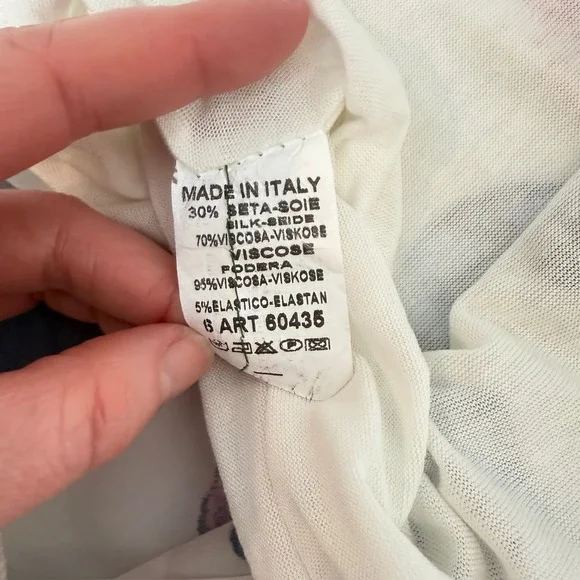 MADE IN ITALY
30% SETA-SOIE
SILK-SEIDE
70%VISCOSA-VISKOSE
VISCOSE
FODERA
95%VISCOSA-VISKOSE
5%ELASTICO-ELASTAN
6 ART 60435
P